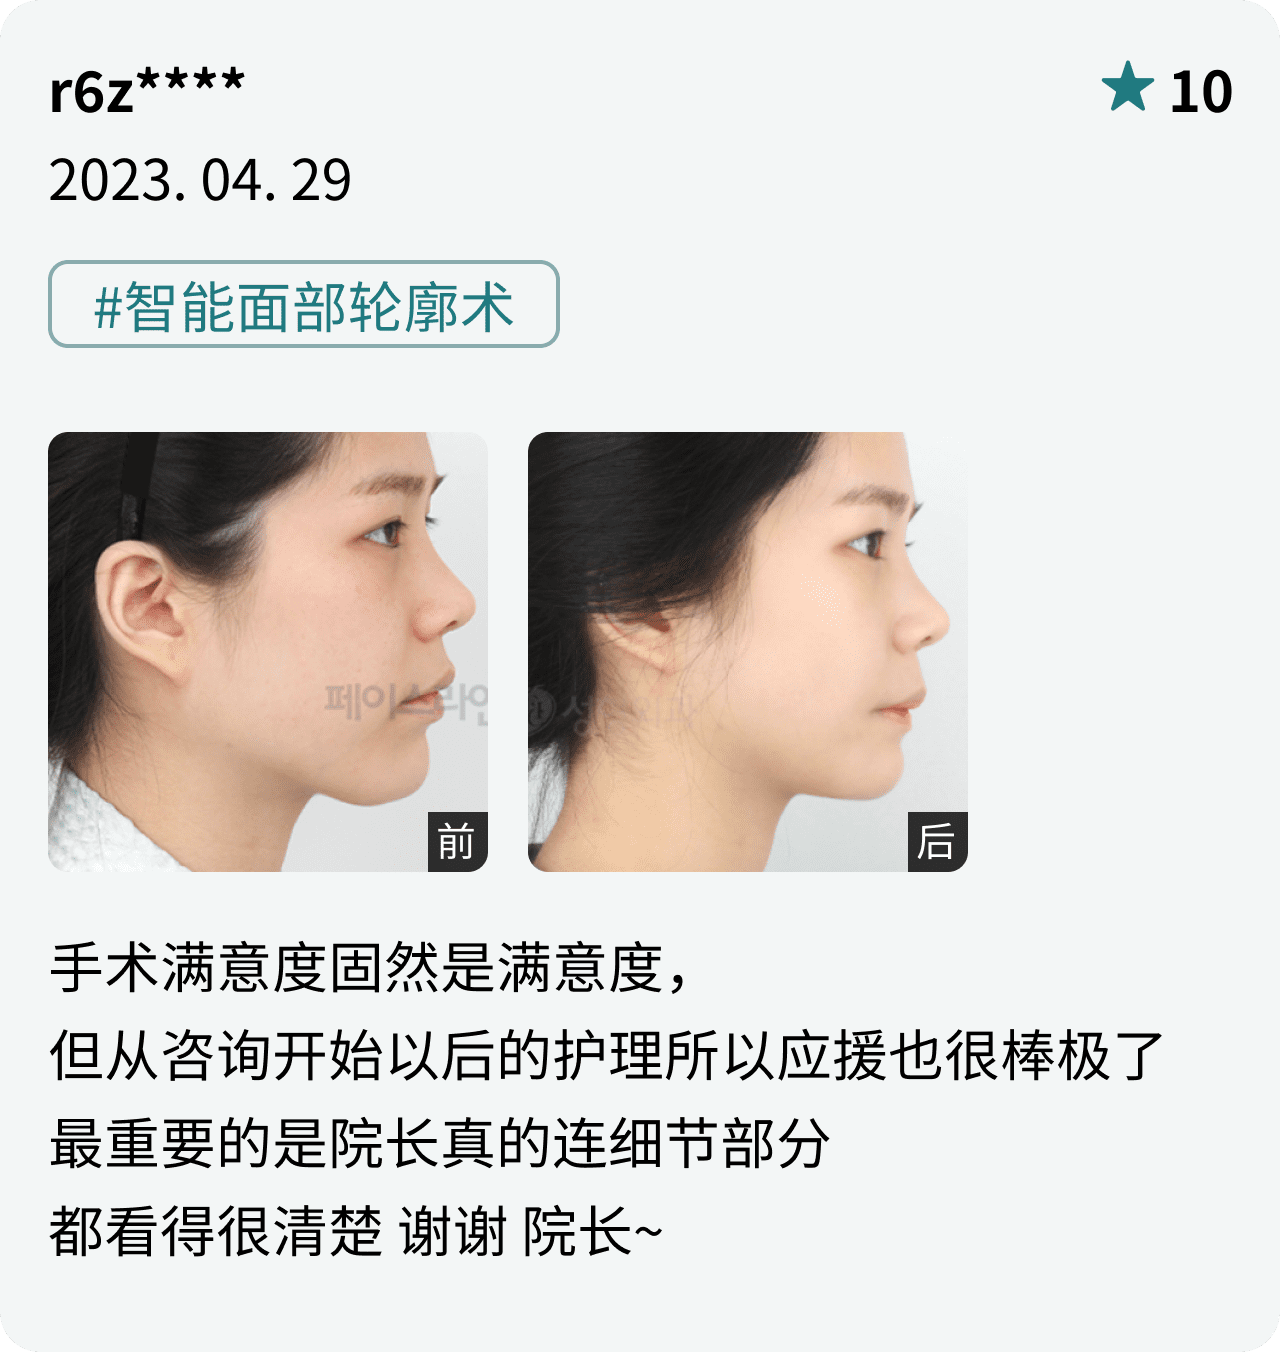 r6z****
★ 10
2023. 04. 29
#智能面部轮廓术
페이스라인
前
后
手术满意度固然是满意度，
但从咨询开始以后的护理所以应援也很棒极了
最重要的是院长真的连细节部分
都看得很清楚 谢谢 院长~